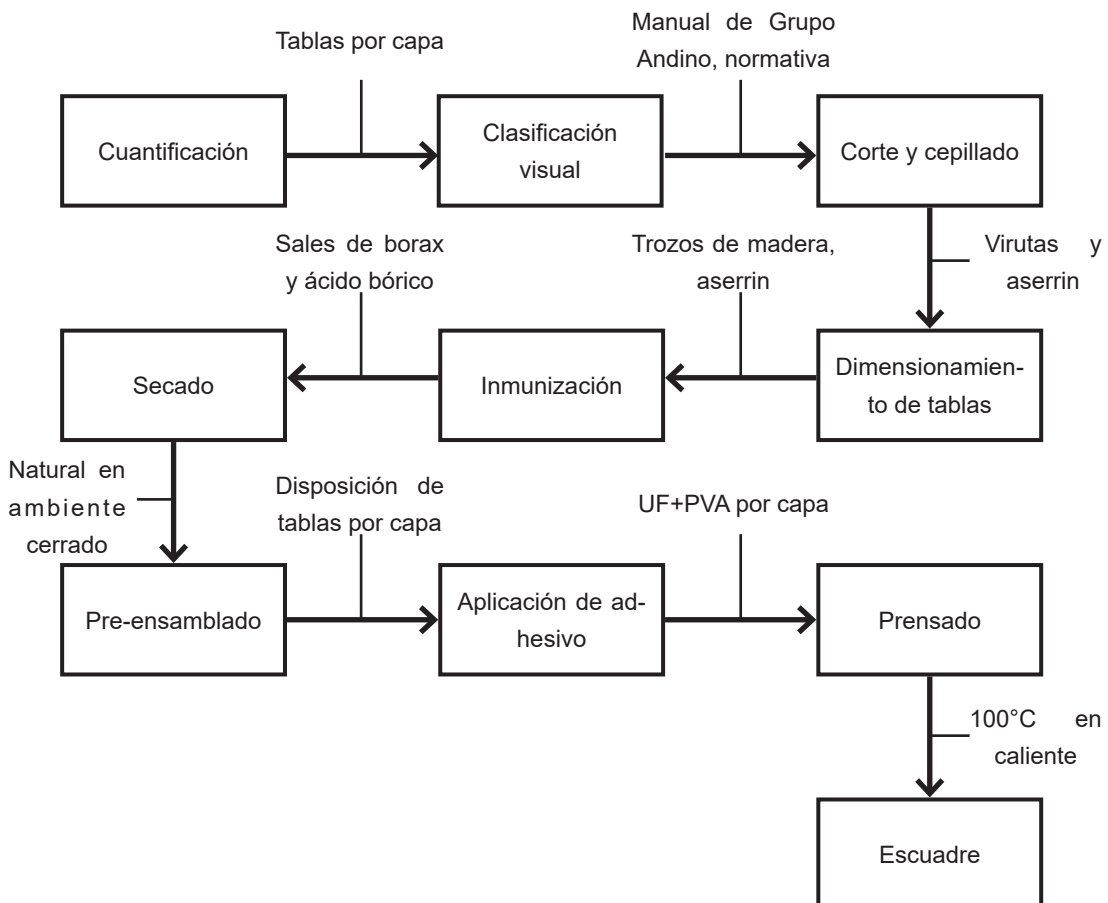 Tablas por capa
Manual de Grupo
Andino, normativa
Cuantificación
Clasificación
visual
Corte y cepillado
Sales de borax
y ácido bórico
Trozos de madera,
aserrin
Virutas y
aserrin
Secado
Inmunización
Dimensionamien-
to de tablas
Natural en
ambiente
cerrado
Disposición de
tablas por capa
UF+PVA por capa
Pre-ensamblado
Aplicación de ad-
hesivo
Prensado
100°C en
caliente
Escuadre